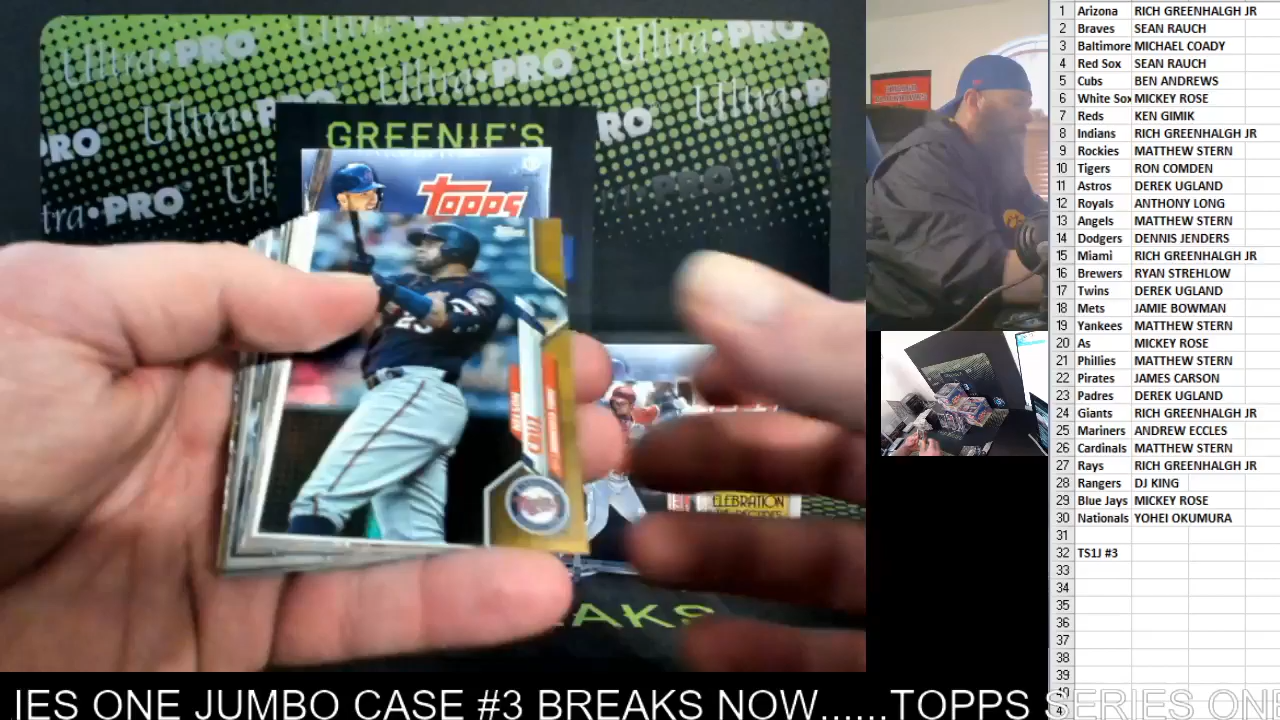 Ultra•PRO
Ultra•PRO
Ultra•PRO
PRO
tra•PRO
RO
GREENIE'S
topps
Topps
23
ELEBRATION
AKS
1 Arizona RICH GREENHALGH JR
2 Braves SEAN RAUCH
3 Baltimore MICHAEL COADY
4 Red Sox SEAN RAUCH
5 Cubs BEN ANDREWS
6 White Sox MICKEY ROSE
7 Reds KEN GIMIK
8 Indians RICH GREENHALGH JR
9 Rockies MATTHEW STERN
10 Tigers RON COMDEN
11 Astros DEREK UGLAND
12 Royals ANTHONY LONG
13 Angels MATTHEW STERN
14 Dodgers DENNIS JENDERS
15 Miami RICH GREENHALGH JR
16 Brewers RYAN STREHLOW
17 Twins DEREK UGLAND
18 Mets JAMIE BOWMAN
19 Yankees MATTHEW STERN
20 As MICKEY ROSE
21 Phillies MATTHEW STERN
22 Pirates JAMES CARSON
23 Padres DEREK UGLAND
24 Giants RICH GREENHALGH JR
25 Mariners ANDREW ECCLES
26 Cardinals MATTHEW STERN
27 Rays RICH GREENHALGH JR
28 Rangers DJ KING
29 Blue Jays MICKEY ROSE
30 Nationals YOHEI OKUMURA
31
32 TS1J #3
33
34
35
36
37
38
39
IES ONE JUMBO CASE #3 BREAKS NOW......TOPPS SERIES ONE